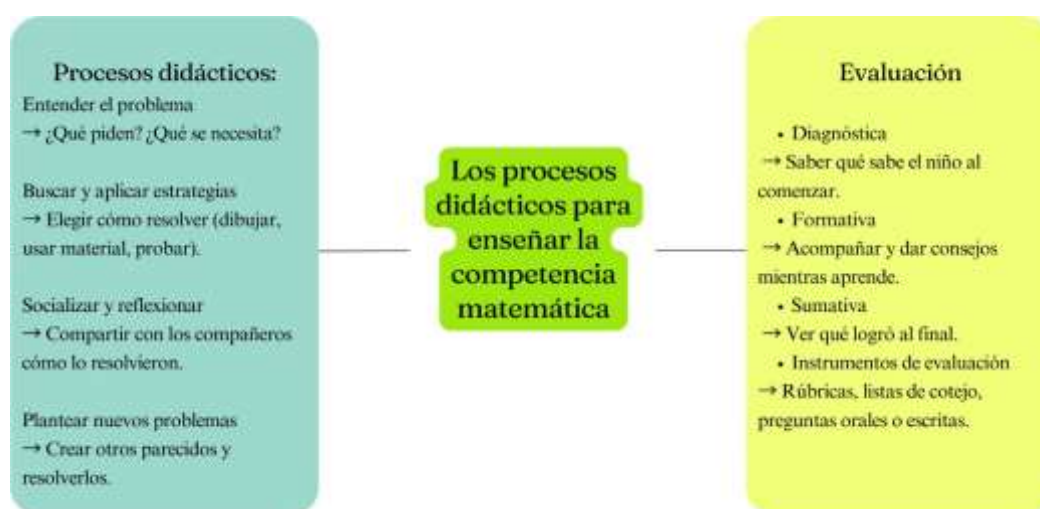 Procesos didácticos:
Entender el problema
→ ¿Qué piden? ¿Qué se necesita?
Buscar y aplicar estrategias
→ Elegir cómo resolver (dibujar,
usar material, probar).
Socializar y reflexionar
→ Compartir con los compañeros
cómo lo resolvieron.
Plantear nuevos problemas
→ Crear otros parecidos y
resolverlos.
Los procesos
didácticos para
enseñar la
competencia
matemática
Evaluación
• Diagnóstica
→ Saber qué sabe el niño al
comenzar.
• Formativa
→ Acompañar y dar consejos
mientras aprende.
• Sumativa
→ Ver qué logró al final.
• Instrumentos de evaluación
→ Rúbricas, listas de cotejo,
preguntas orales o escritas.